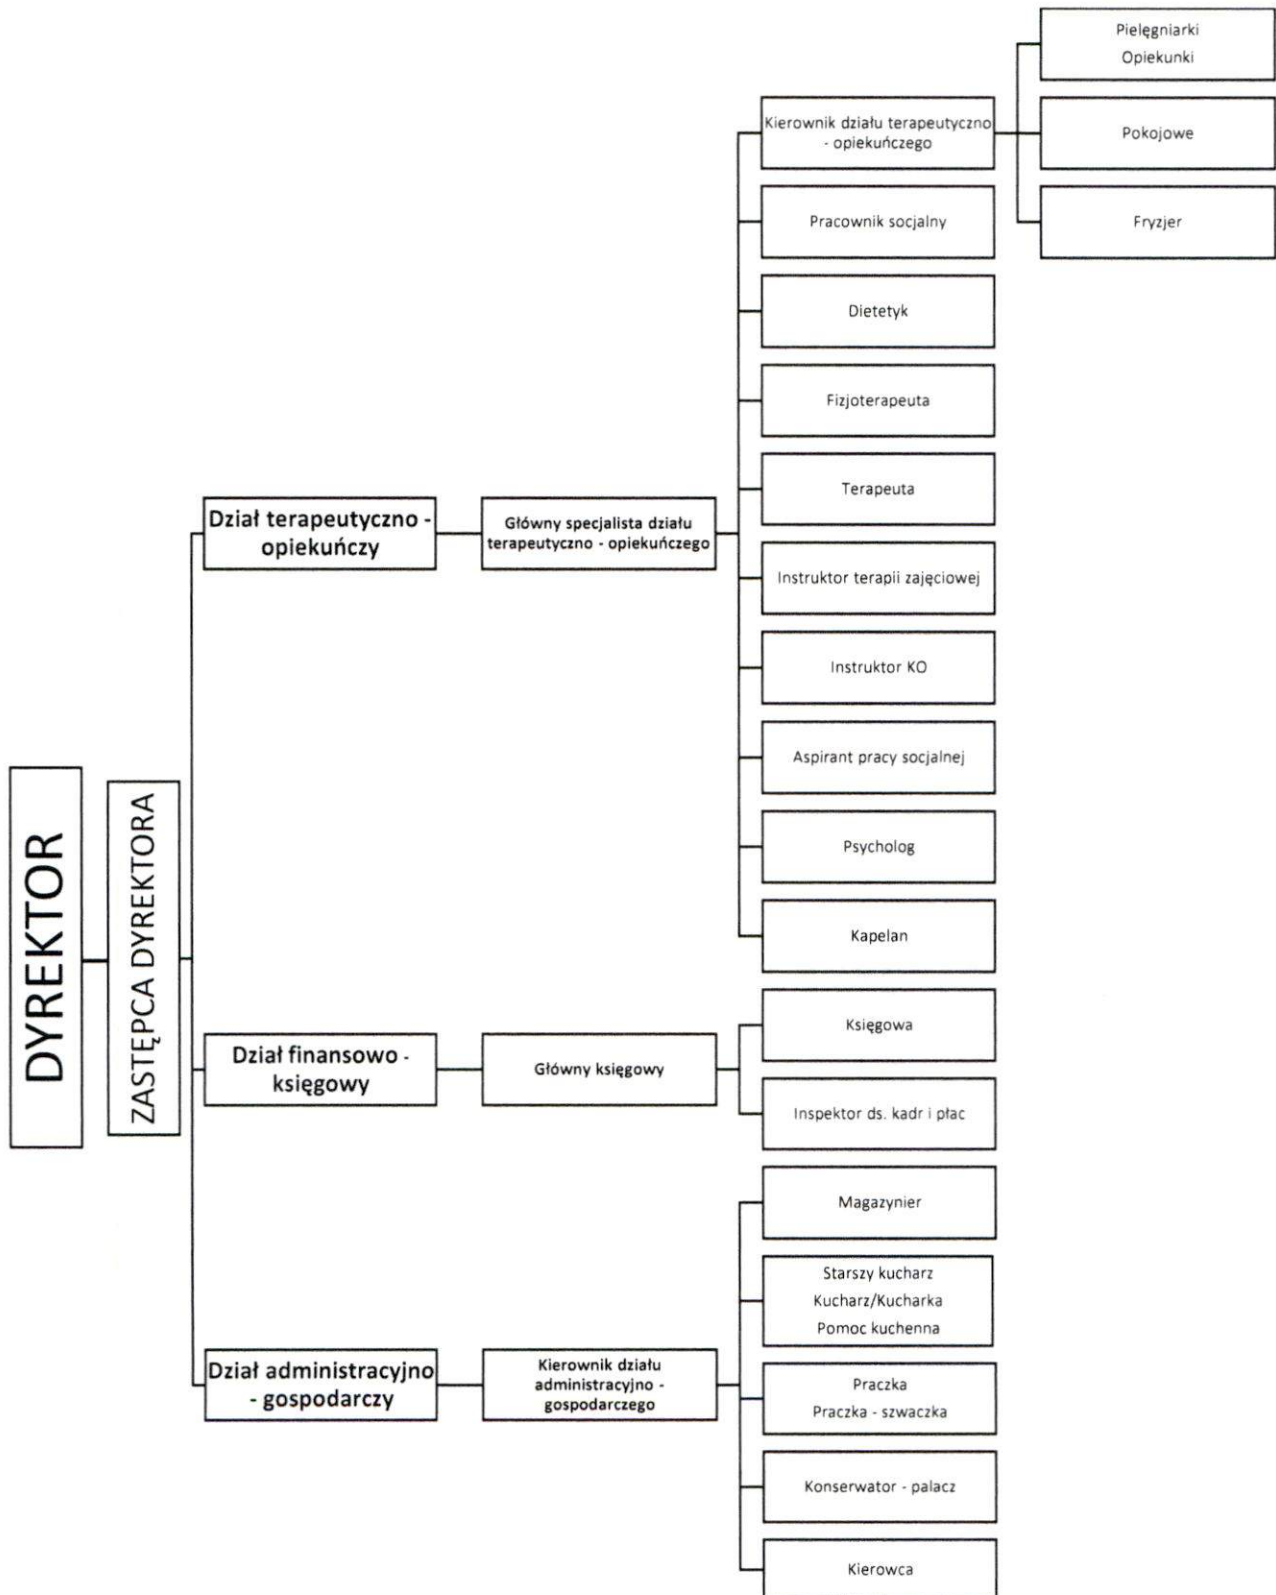 DYREKTOR
ZASTĘPCA DYREKTORA
Dział terapeutyczno -
opiekuńczy
Główny specjalista działu
terapeutyczno - opiekuńczego
Kierownik działu terapeutyczno
- opiekuńczego
Pielęgniarki
Opiekunki
Pokojowe
Fryzjer
Pracownik socjalny
Dietetyk
Fizjoterapeuta
Terapeuta
Instruktor terapii zajęciowej
Instruktor KO
Aspirant pracy socjalnej
Psycholog
Kapelan
Dział finansowo -
księgowy
Główny księgowy
Księgowa
Inspektor ds. kadr i płac
Dział administracyjno
- gospodarczy
Kierownik działu
administracyjno -
gospodarczego
Magazynier
Starszy kucharz
Kucharz/Kucharka
Pomoc kuchenna
Praczka
Praczka - szwaczka
Konserwator - palacz
Kierowca